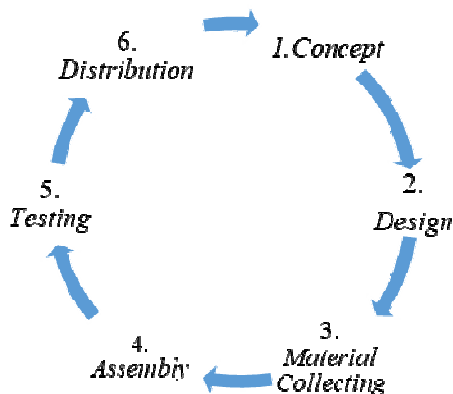 1.Concept
2.
Design
3.
Material
Collecting
4.
Assembly
5.
Testing
6.
Distribution